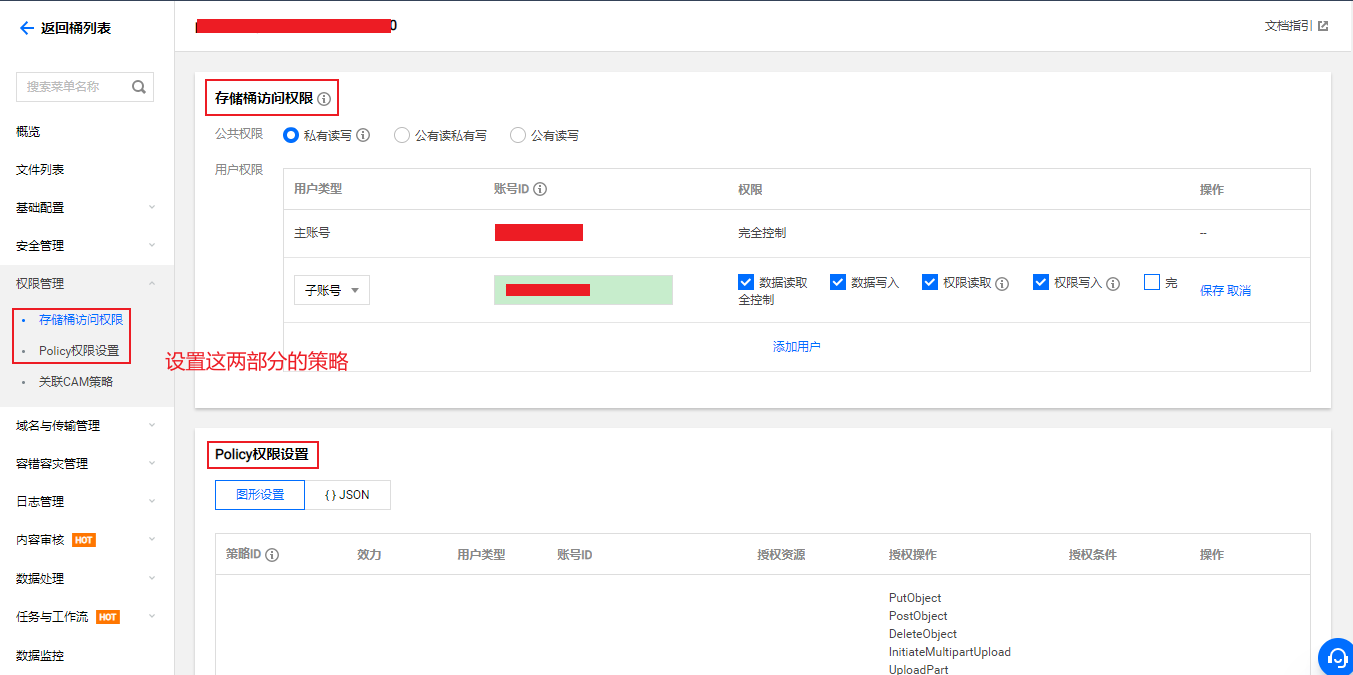 返回桶列表
0
文档指引
搜索菜单名称
概览
文件列表
基础配置
安全管理
权限管理
存储桶访问权限
Policy权限设置
关联CAM策略
域名与传输管理
容错容灾管理
日志管理
内容审核 HOT
数据处理
任务与工作流 HOT
数据监控
存储桶访问权限
公共权限 私有读写 公有读私有写 公有读写
用户权限
用户类型 账号ID 权限 操作
主账号 完全控制 --
子账号 数据读取 数据写入 权限读取 权限写入 完
全控制 保存 取消
添加用户
设置这两部分的策略
Policy权限设置
图形设置 {} JSON
策略ID 效力 用户类型 账号ID 授权资源 授权操作 授权条件 操作
PutObject
PostObject
DeleteObject
InitiateMultipartUpload
UploadPart